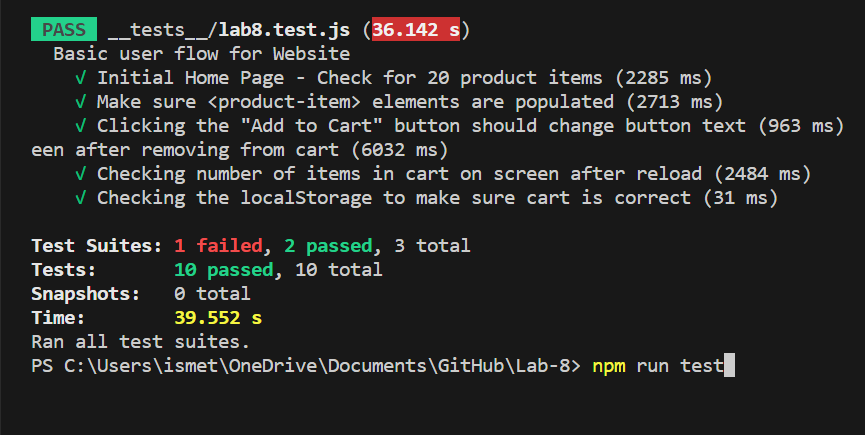 PASS __tests__/lab8.test.js (36.142 s)
Basic user flow for Website
√ Initial Home Page - Check for 20 product items (2285 ms)
√ Make sure <product-item> elements are populated (2713 ms)
√ Clicking the "Add to Cart" button should change button text (963 ms)
een after removing from cart (6032 ms)
√ Checking number of items in cart on screen after reload (2484 ms)
√ Checking the localStorage to make sure cart is correct (31 ms)
Test Suites: 1 failed, 2 passed, 3 total
Tests: 10 passed, 10 total
Snapshots: 0 total
Time: 39.552 s
Ran all test suites.
PS C:\Users\ismet\OneDrive\Documents\GitHub\Lab-8> npm run test